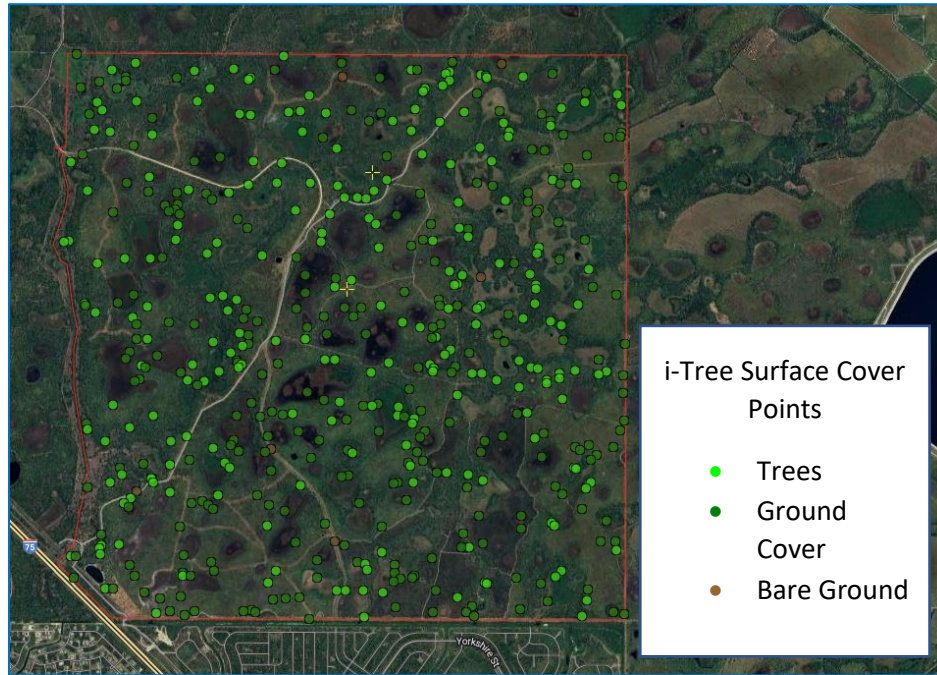 i-Tree Surface Cover
Points
Trees
Ground
Cover
Bare Ground
75
Yorkshire St